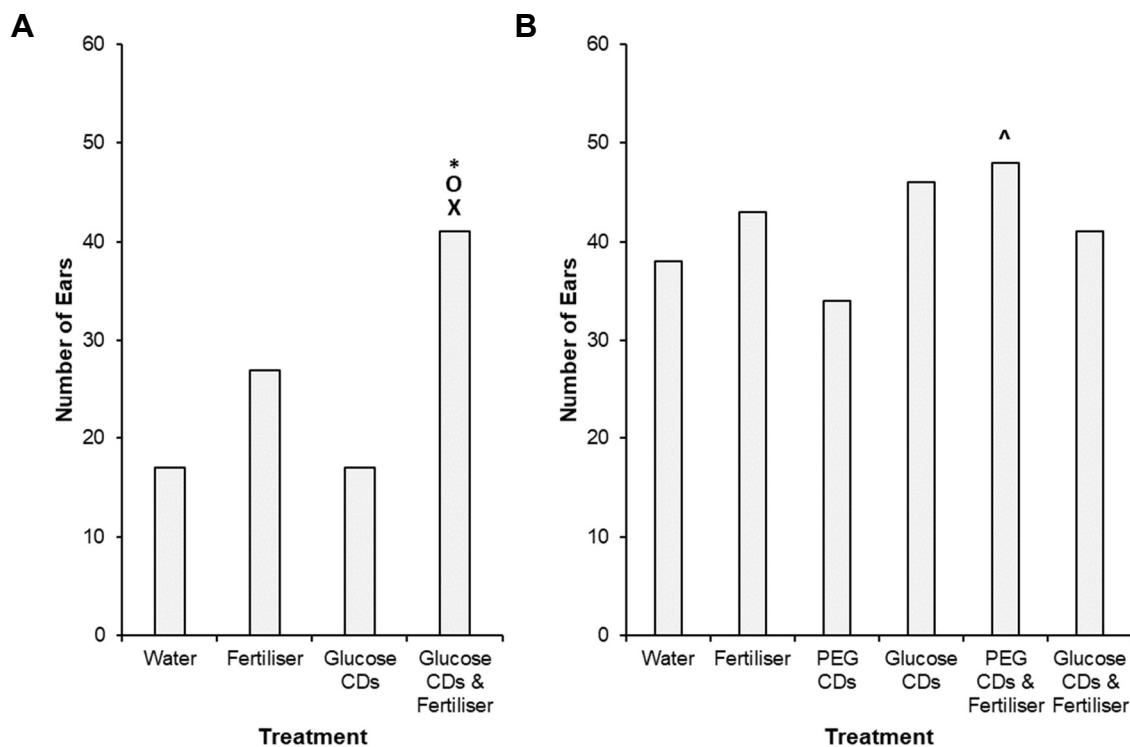 A
60
50
40
30
20
10
0
Number of Ears
*
O
X
Water
Fertiliser
Glucose
CDs
Glucose
CDs &
Fertiliser
Treatment
B
60
50
40
30
20
10
0
Number of Ears
^
Water
Fertiliser
PEG
CDs
Glucose
CDs
PEG
CDs &
Fertiliser
Glucose
CDs &
Fertiliser
Treatment